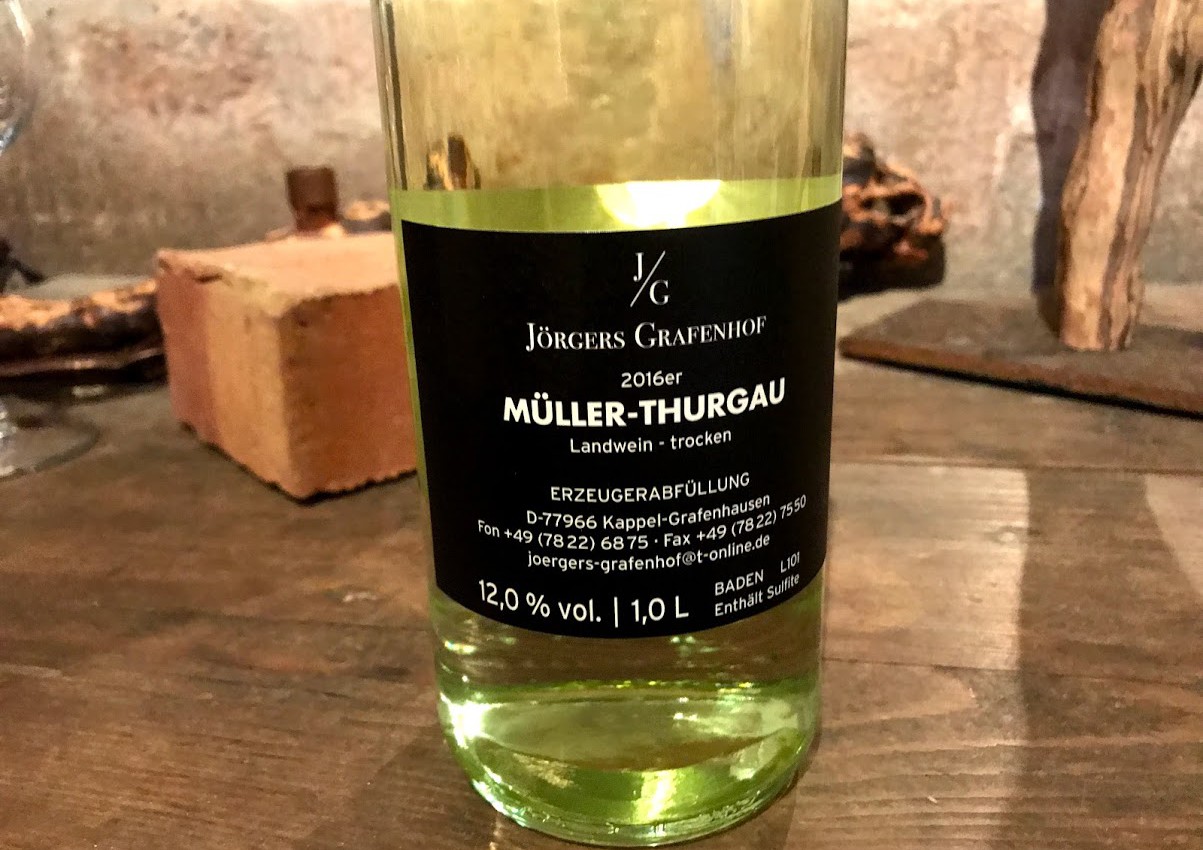 J/G
JÖRGERS GRAFENHOF
2016er
MÜLLER-THURGAU
Landwein - trocken
ERZEUGERABFÜLLUNG
D-77966 Kappel-Grafenhausen
Fon +49 (78 22) 68 75 · Fax +49 (78 22) 75 50
joergers-grafenhof@t-online.de
12,0 % vol. | 1,0 L
BADEN L101
Enthält Sulfite